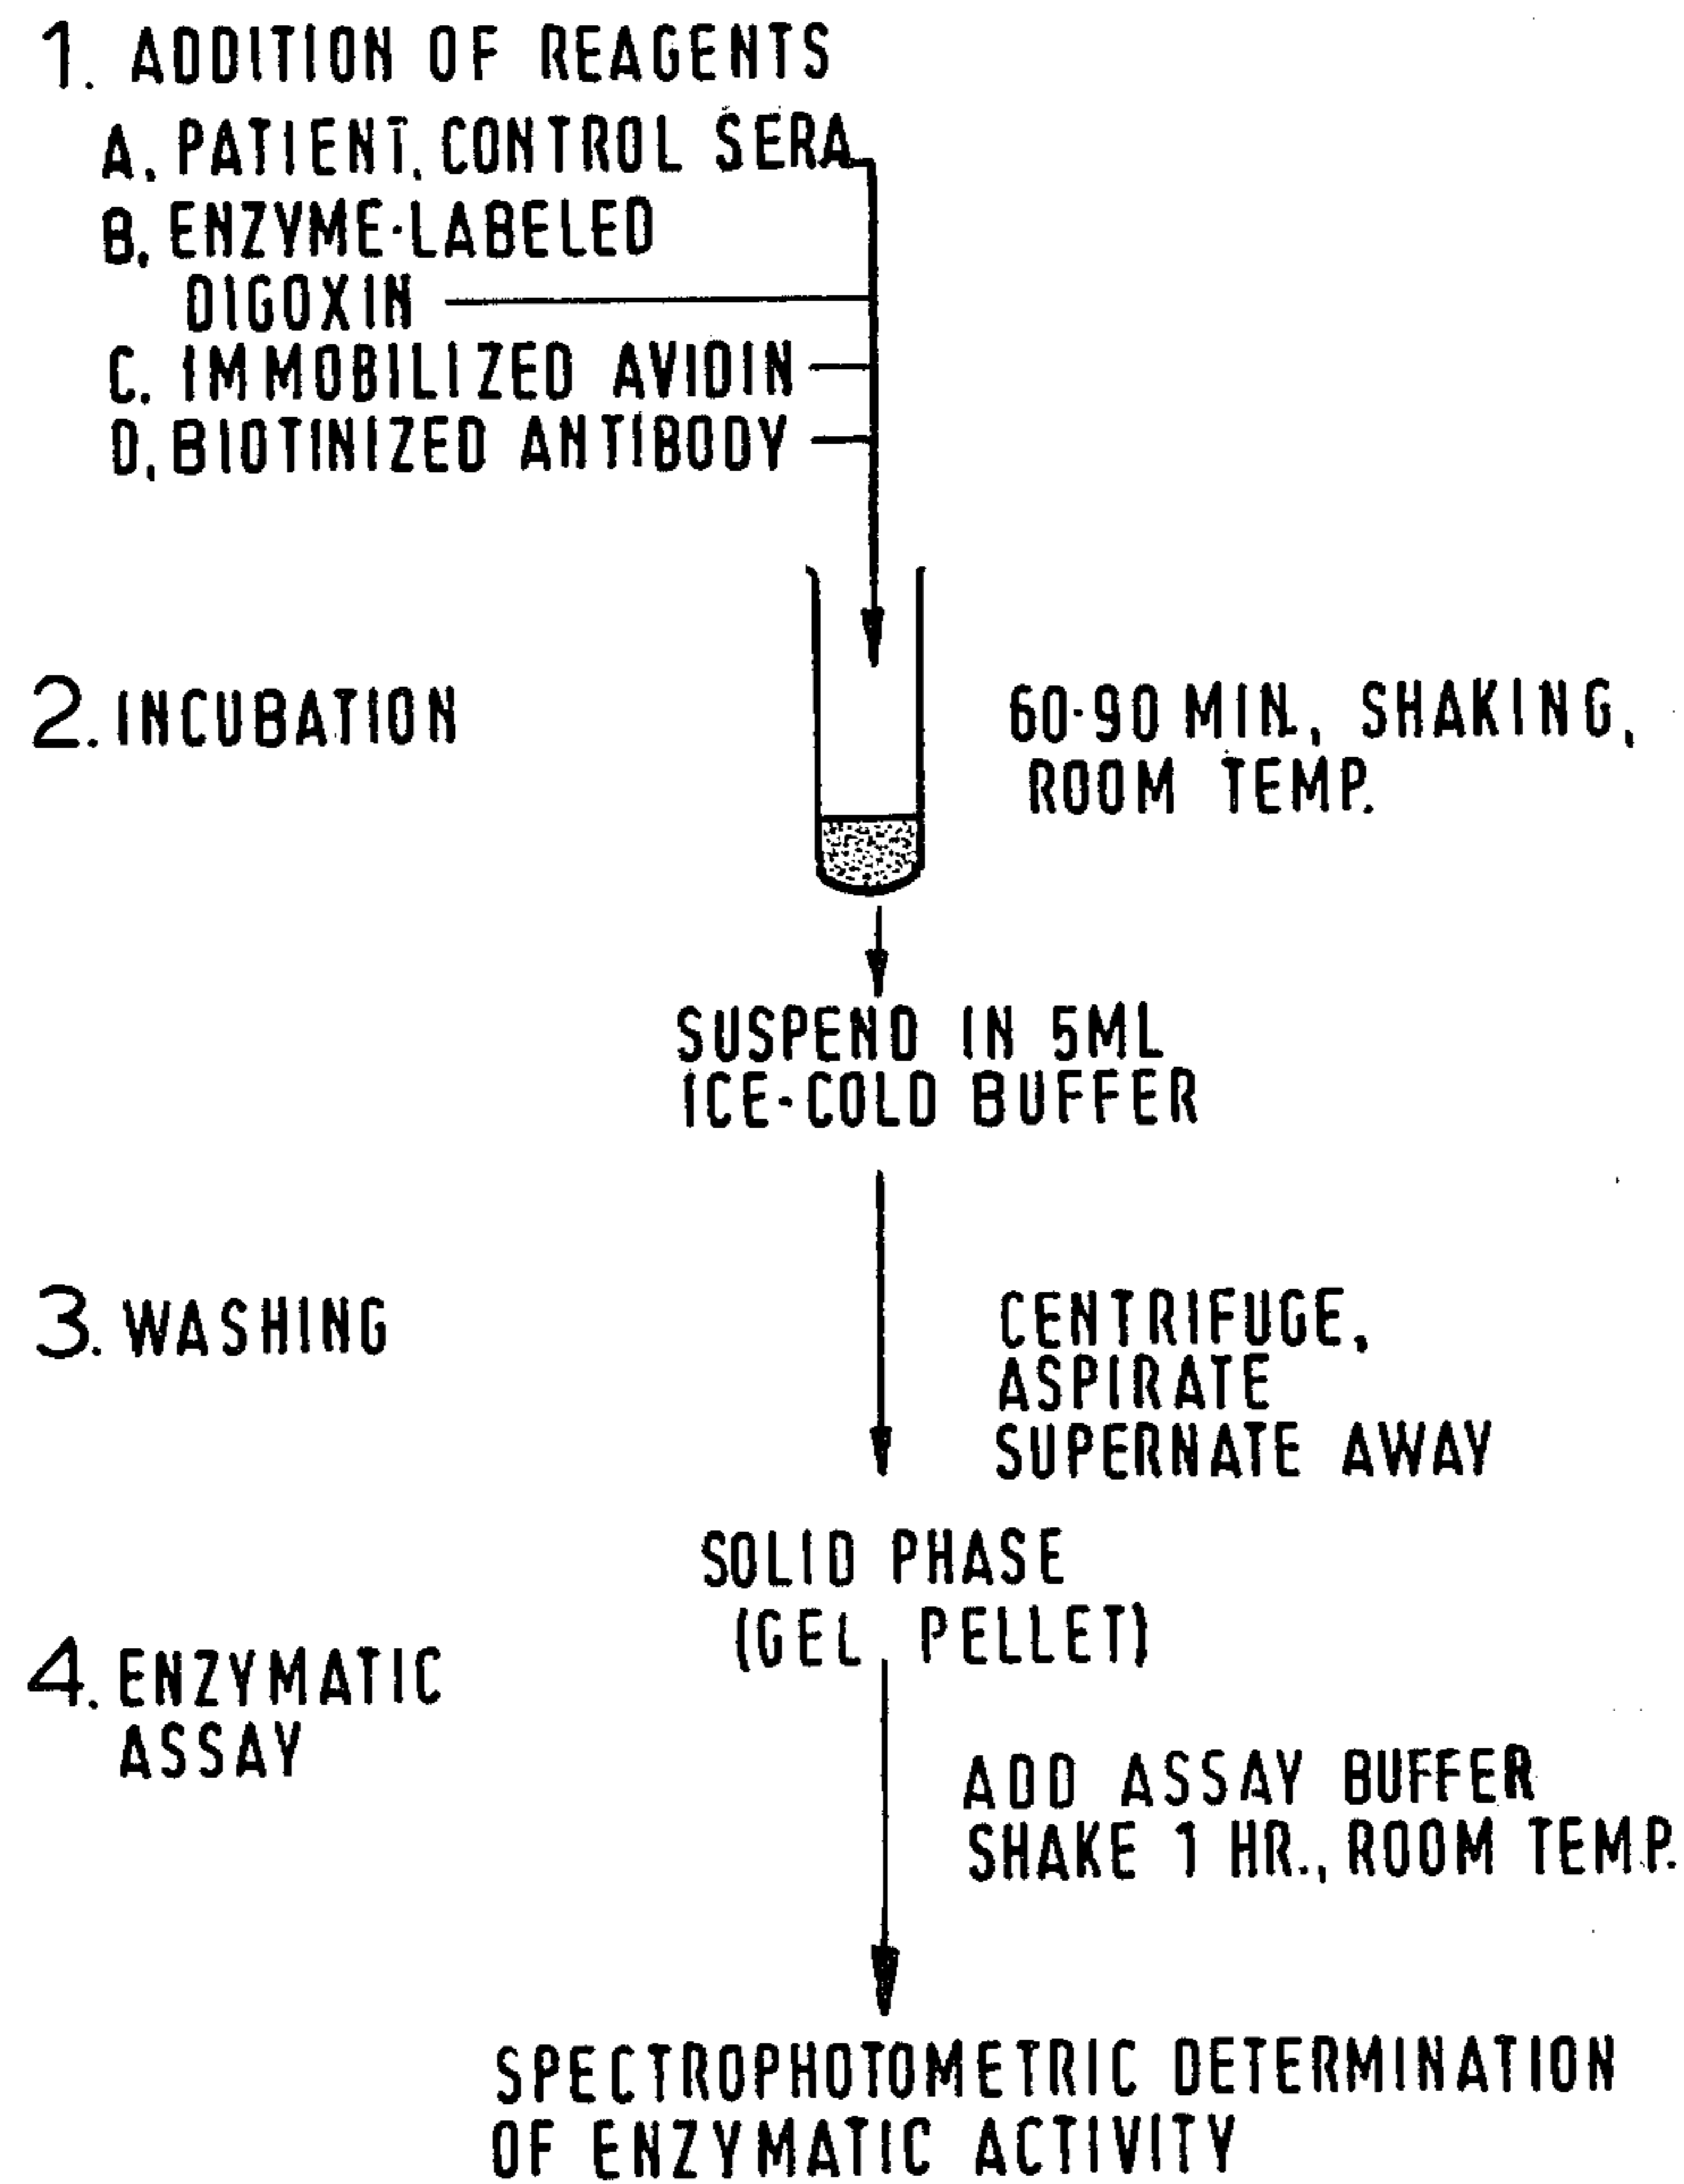 1. ADDITION OF REAGENTS
A. PATIENT, CONTROL SERA
B. ENZYME-LABELED
DIGOXIN
C. IMMOBILIZED AVIDIN
D. BIOTINIZED ANTIBODY
2. INCUBATION
60-90 MIN., SHAKING,
ROOM TEMP.
SUSPEND IN 5ML
ICE-COLD BUFFER
3. WASHING
CENTRIFUGE,
ASPIRATE
SUPERNATE AWAY
SOLID PHASE
(GEL PELLET)
4. ENZYMATIC
ASSAY
ADD ASSAY BUFFER
SHAKE 1 HR., ROOM TEMP.
SPECTROPHOTOMETRIC DETERMINATION
OF ENZYMATIC ACTIVITY